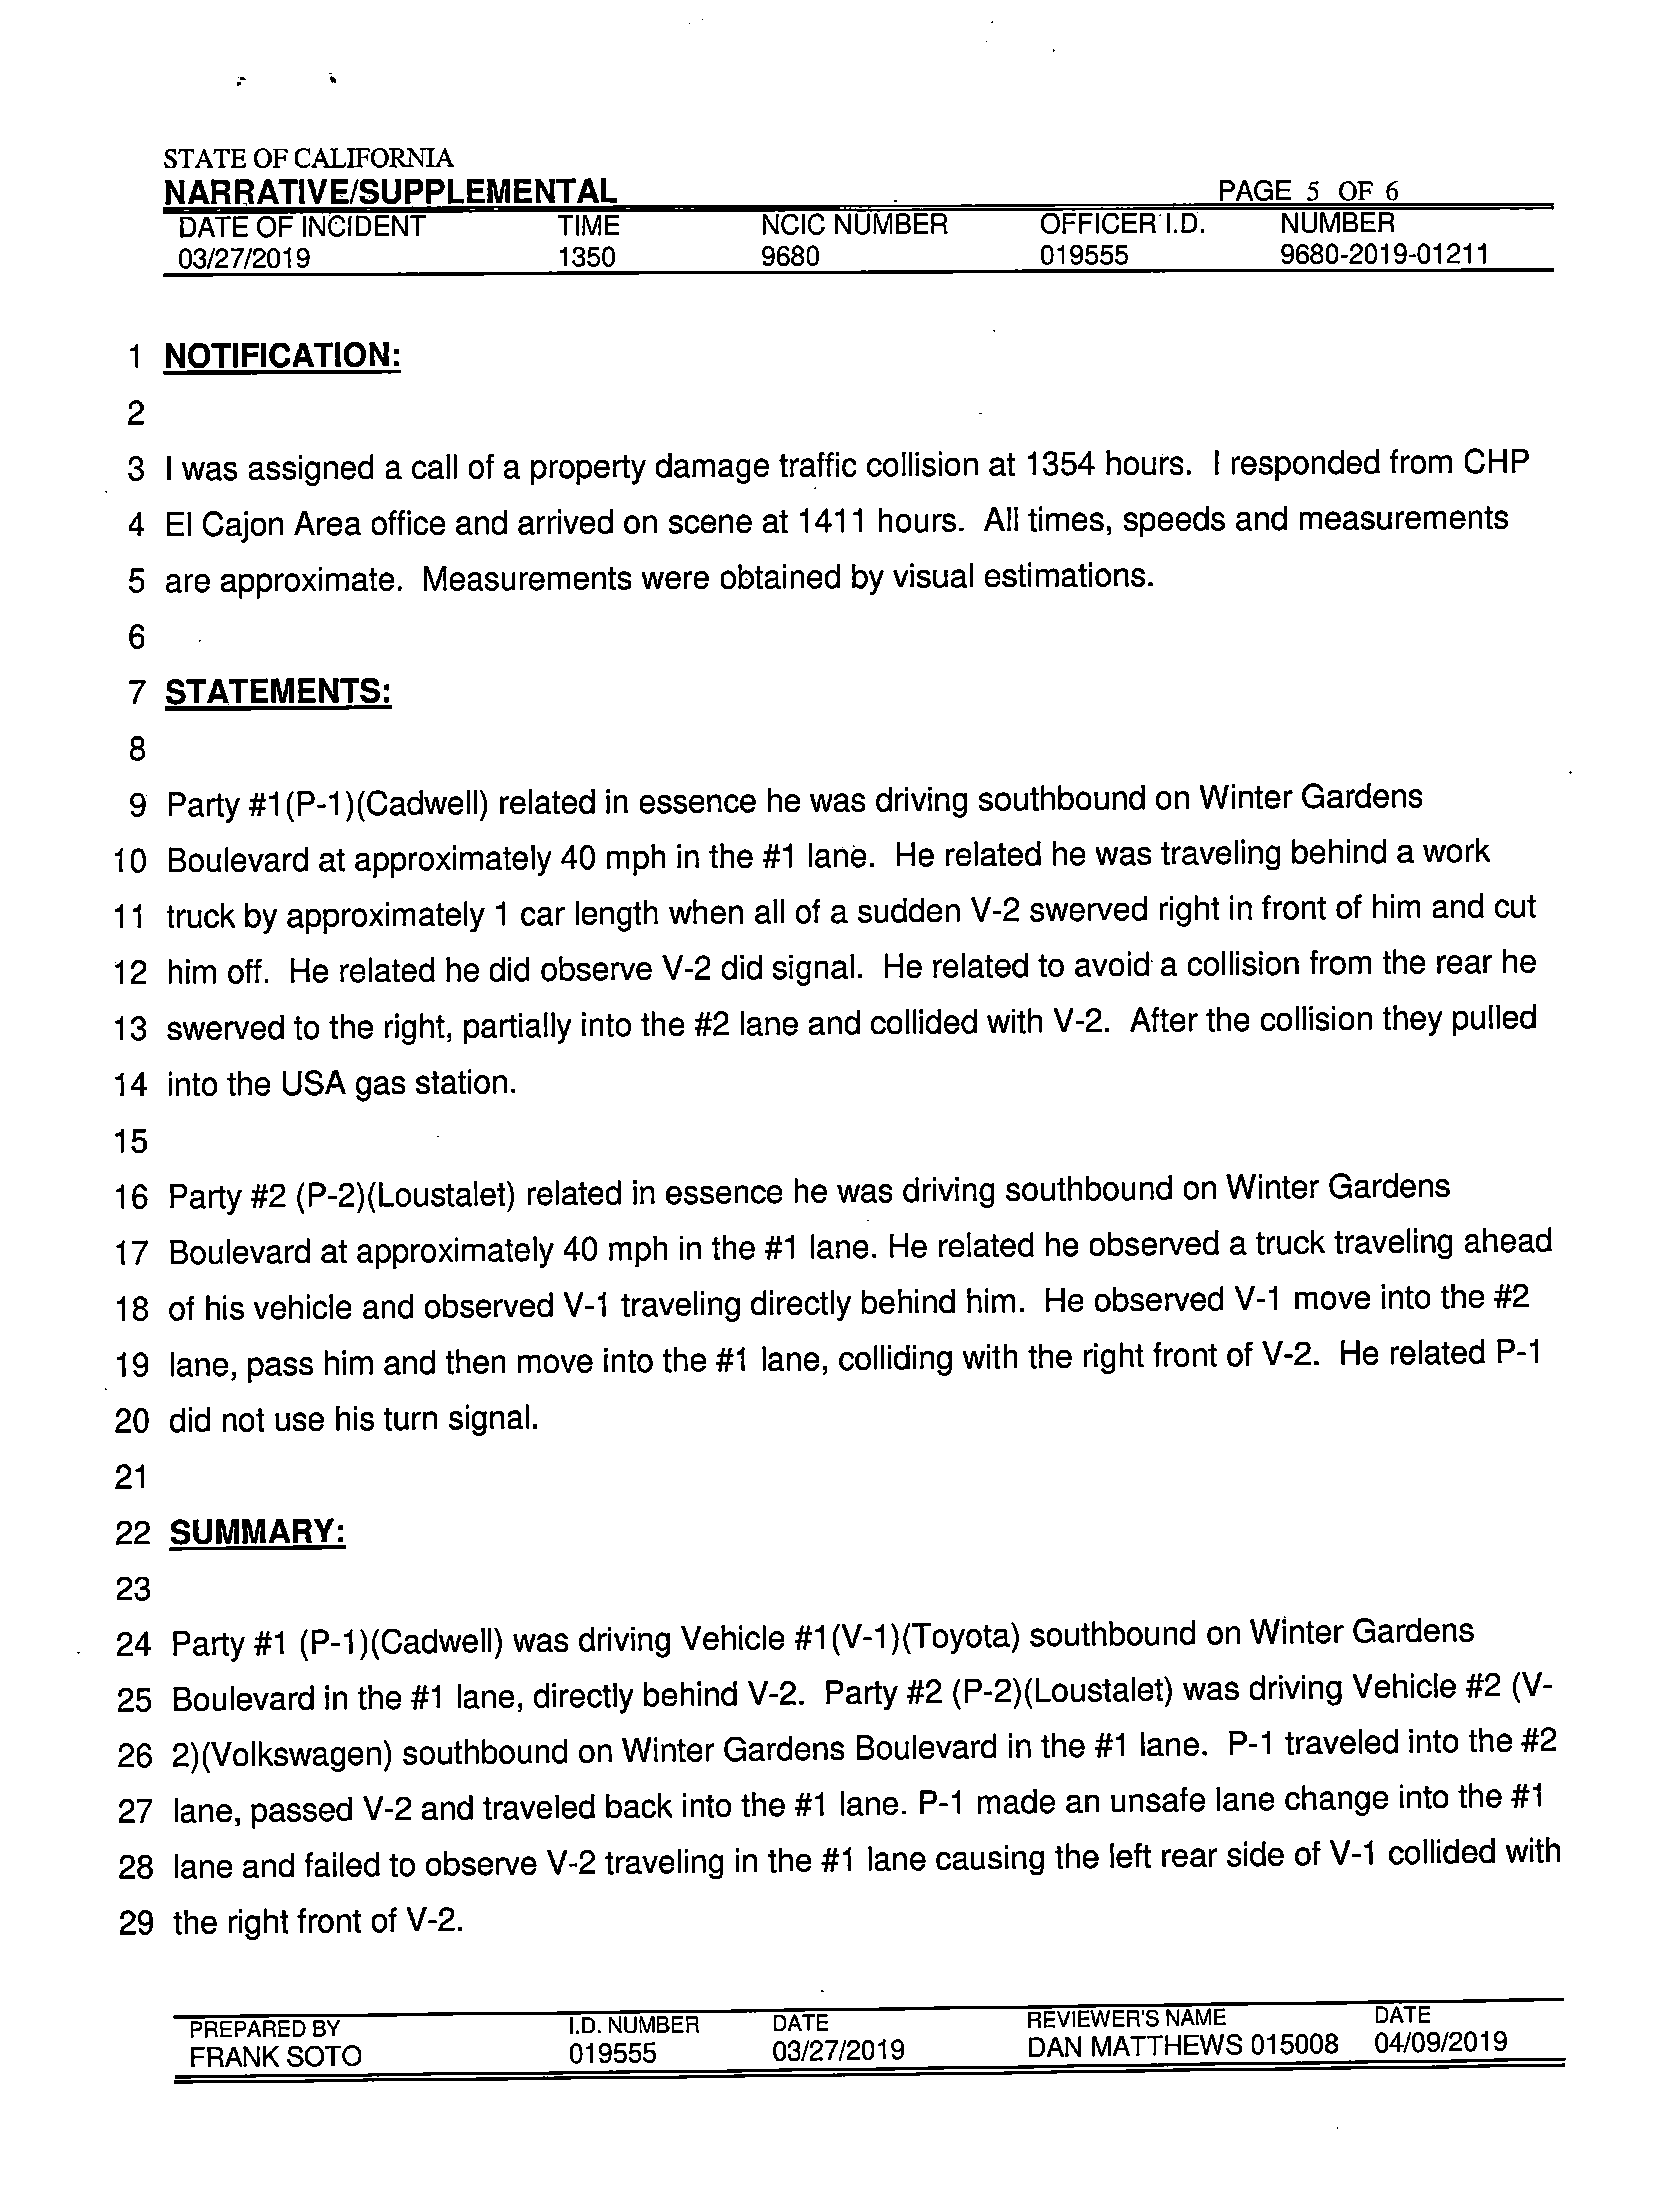 STATE OF CALIFORNIA
NARRATIVE/SUPPLEMENTAL PAGE 5 OF 6
DATE OF INCIDENT TIME NCIC NUMBER OFFICER I.D. NUMBER
03/27/2019 1350 9680 019555 9680-2019-01211
1 NOTIFICATION:
2
3 I was assigned a call of a property damage traffic collision at 1354 hours. I responded from CHP
4 El Cajon Area office and arrived on scene at 1411 hours. All times, speeds and measurements
5 are approximate. Measurements were obtained by visual estimations.
6
7 STATEMENTS:
8
9 Party #1(P-1)(Cadwell) related in essence he was driving southbound on Winter Gardens
10 Boulevard at approximately 40 mph in the #1 lane. He related he was traveling behind a work
11 truck by approximately 1 car length when all of a sudden V-2 swerved right in front of him and cut
12 him off. He related he did observe V-2 did signal. He related to avoid a collision from the rear he
13 swerved to the right, partially into the #2 lane and collided with V-2. After the collision they pulled
14 into the USA gas station.
15
16 Party #2 (P-2)(Loustalet) related in essence he was driving southbound on Winter Gardens
17 Boulevard at approximately 40 mph in the #1 lane. He related he observed a truck traveling ahead
18 of his vehicle and observed V-1 traveling directly behind him. He observed V-1 move into the #2
19 lane, pass him and then move into the #1 lane, colliding with the right front of V-2. He related P-1
20 did not use his turn signal.
21
22 SUMMARY:
23
24 Party #1 (P-1)(Cadwell) was driving Vehicle #1(V-1)(Toyota) southbound on Winter Gardens
25 Boulevard in the #1 lane, directly behind V-2. Party #2 (P-2)(Loustalet) was driving Vehicle #2 (V-
26 2)(Volkswagen) southbound on Winter Gardens Boulevard in the #1 lane. P-1 traveled into the #2
27 lane, passed V-2 and traveled back into the #1 lane. P-1 made an unsafe lane change into the #1
28 lane and failed to observe V-2 traveling in the #1 lane causing the left rear side of V-1 collided with
29 the right front of V-2.
PREPARED BY I.D. NUMBER DATE REVIEWER'S NAME DATE
FRANK SOTO 019555 03/27/2019 DAN MATTHEWS 015008 04/09/2019